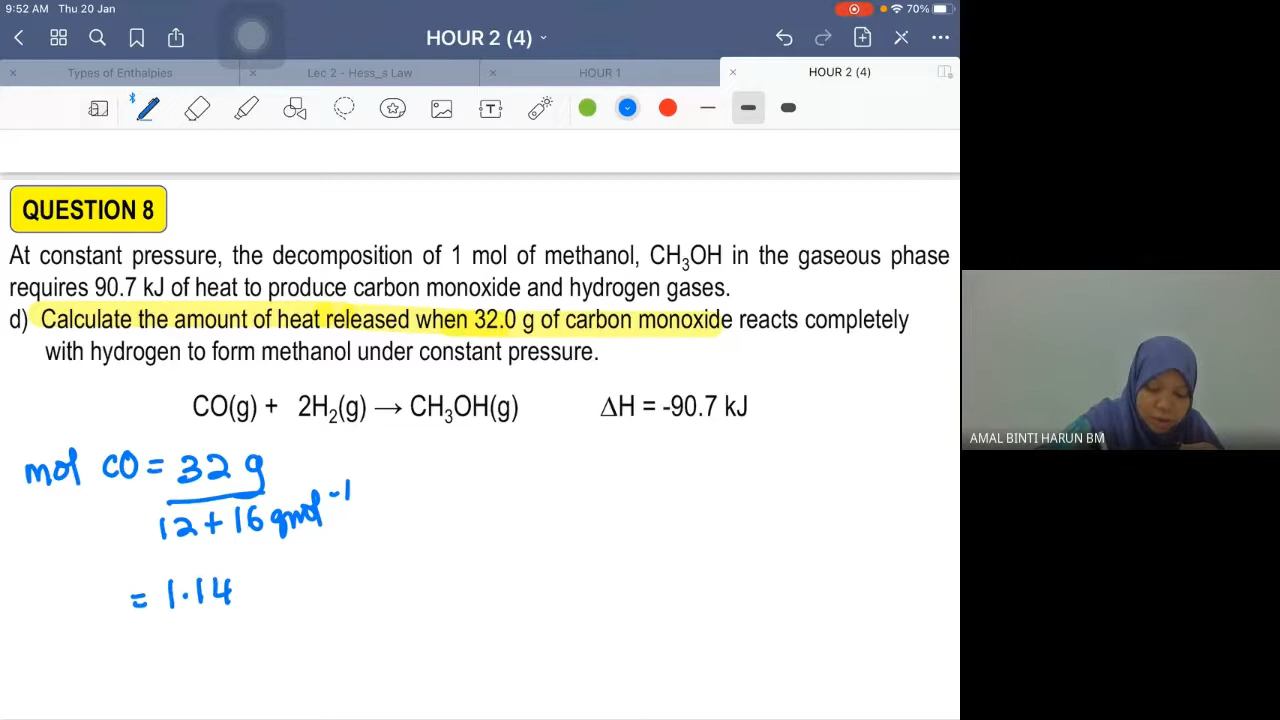 9:52 AM Thu 20 Jan
70%
HOUR 2 (4)
Types of Enthalpies
Lec 2 - Hess_s Law
HOUR 1
HOUR 2 (4)
T
QUESTION 8
At constant pressure, the decomposition of 1 mol of methanol, CH₃OH in the gaseous phase
requires 90.7 kJ of heat to produce carbon monoxide and hydrogen gases.
d) Calculate the amount of heat released when 32.0 g of carbon monoxide reacts completely
with hydrogen to form methanol under constant pressure.
CO(g) + 2H₂(g) → CH₃OH(g) ΔH = -90.7 kJ
mol CO = 32 g
12 + 16 gmol⁻¹
= 1.14
AMAL BINTI HARUN BM